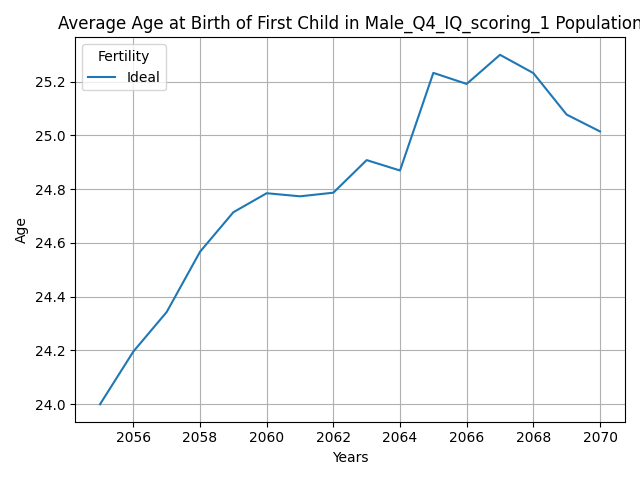 Average Age at Birth of First Child in Male_Q4_IQ_scoring_1 Population
Fertility
Ideal
25.2
25.0
24.8
24.6
24.4
24.2
24.0
Age
2056 2058 2060 2062 2064 2066 2068 2070
Years